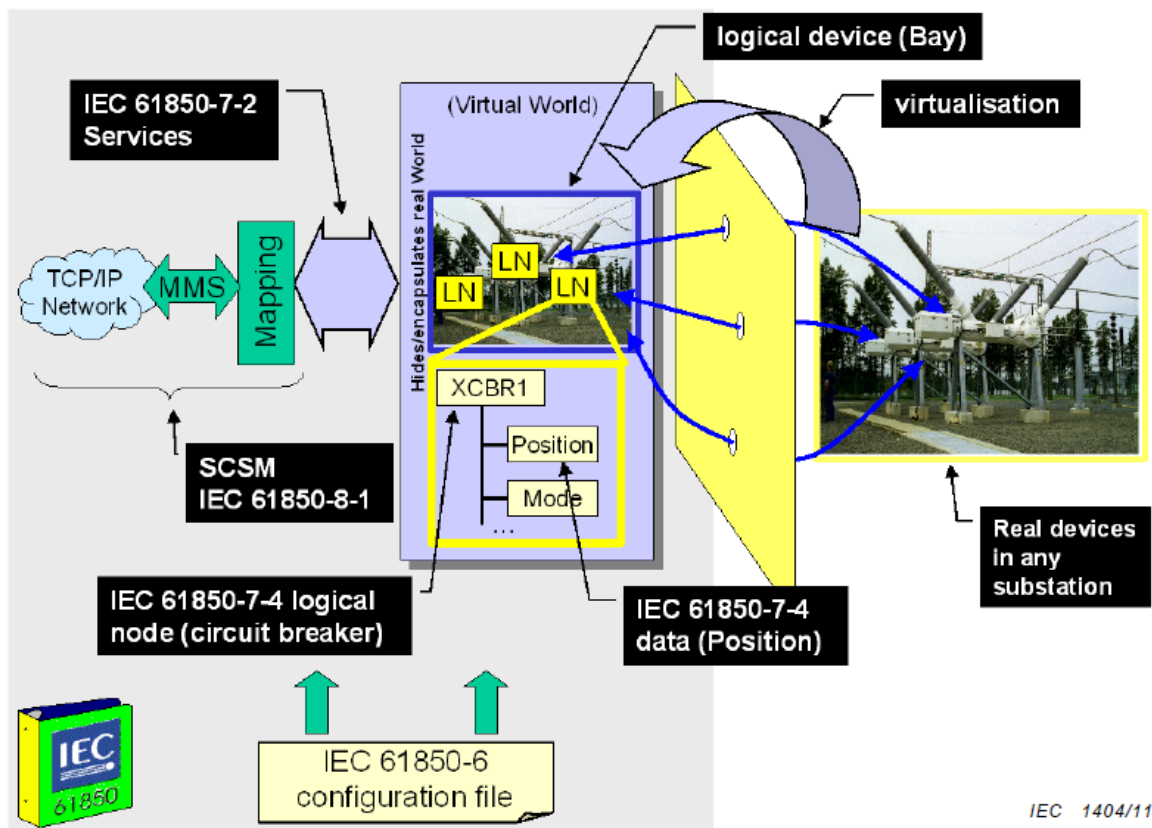 logical device (Bay)
IEC 61850-7-2
Services
(Virtual World)
virtualisation
Hides/encapsulates real World
LN
LN
LN
TCP/IP
Network
MMS
Mapping
XCBR1
Position
Mode
...
SCSM
IEC 61850-8-1
Real devices
in any
substation
IEC 61850-7-4 logical
node (circuit breaker)
IEC 61850-7-4
data (Position)
IEC 61850-6
configuration file
IEC
61850
IEC 1404/11